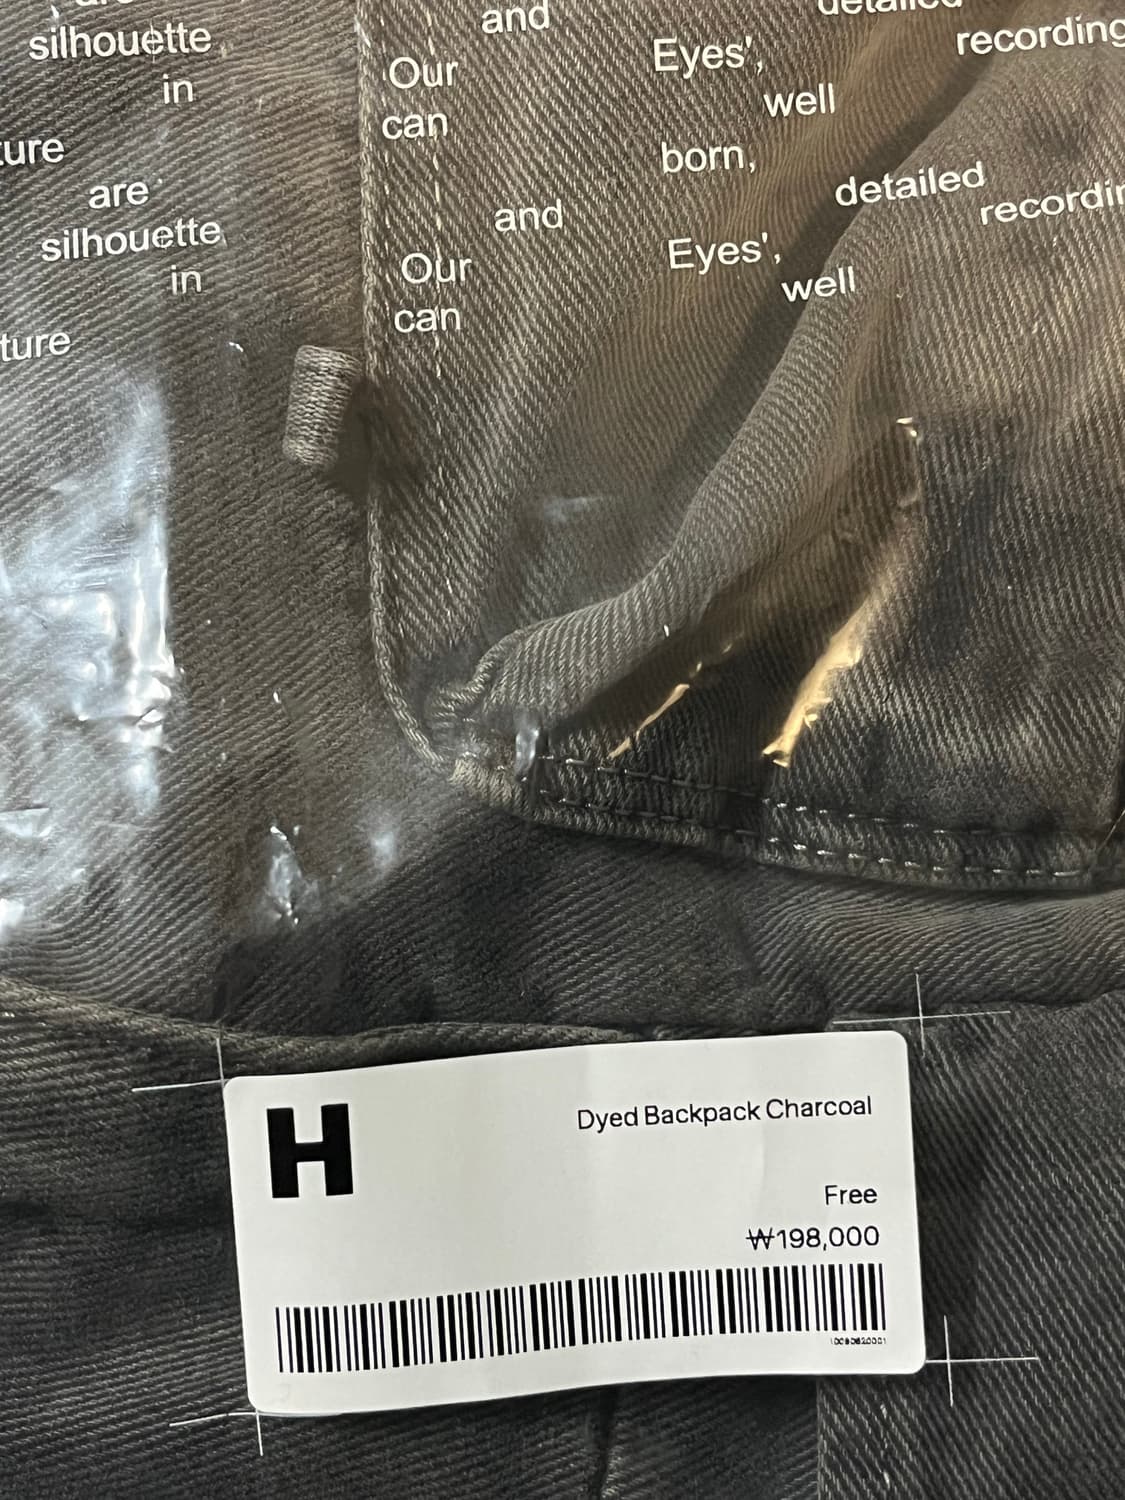 silhouette
in
ture
are
silhouette
in
ture
and
Our
can
and
Our
can
detailed
Eyes',
recording
well
born,
detailed
recordin
Eyes',
well
H
Dyed Backpack Charcoal
Free
₩198,000